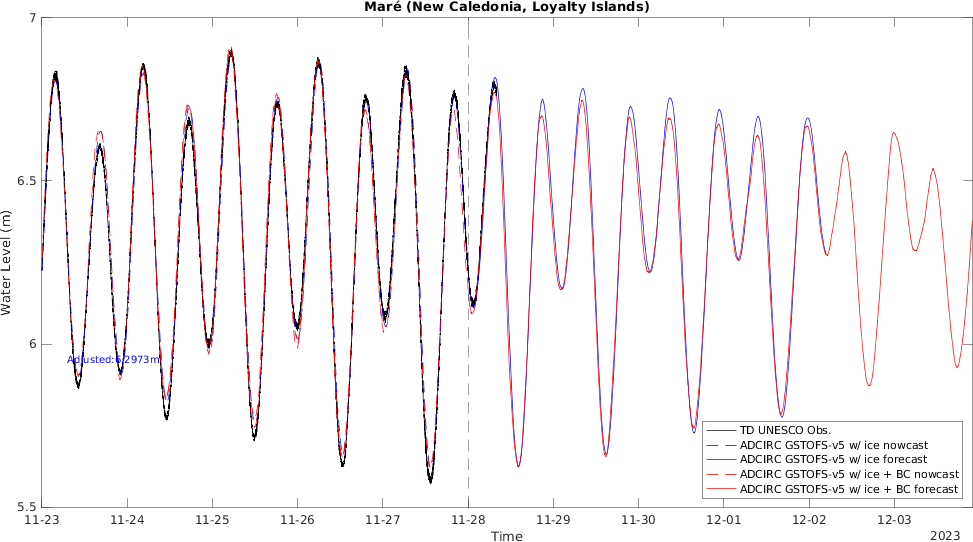 Maré (New Caledonia, Loyalty Islands)
7
6.5
6
5.5
Water Level (m)
Adjusted:6.2973m
TD UNESCO Obs.
ADCIRC GSTOFS-v5 w/ ice nowcast
ADCIRC GSTOFS-v5 w/ ice forecast
ADCIRC GSTOFS-v5 w/ ice + BC nowcast
ADCIRC GSTOFS-v5 w/ ice + BC forecast
11-23 11-24 11-25 11-26 11-27 11-28 11-29 11-30 12-01 12-02 12-03
Time
2023